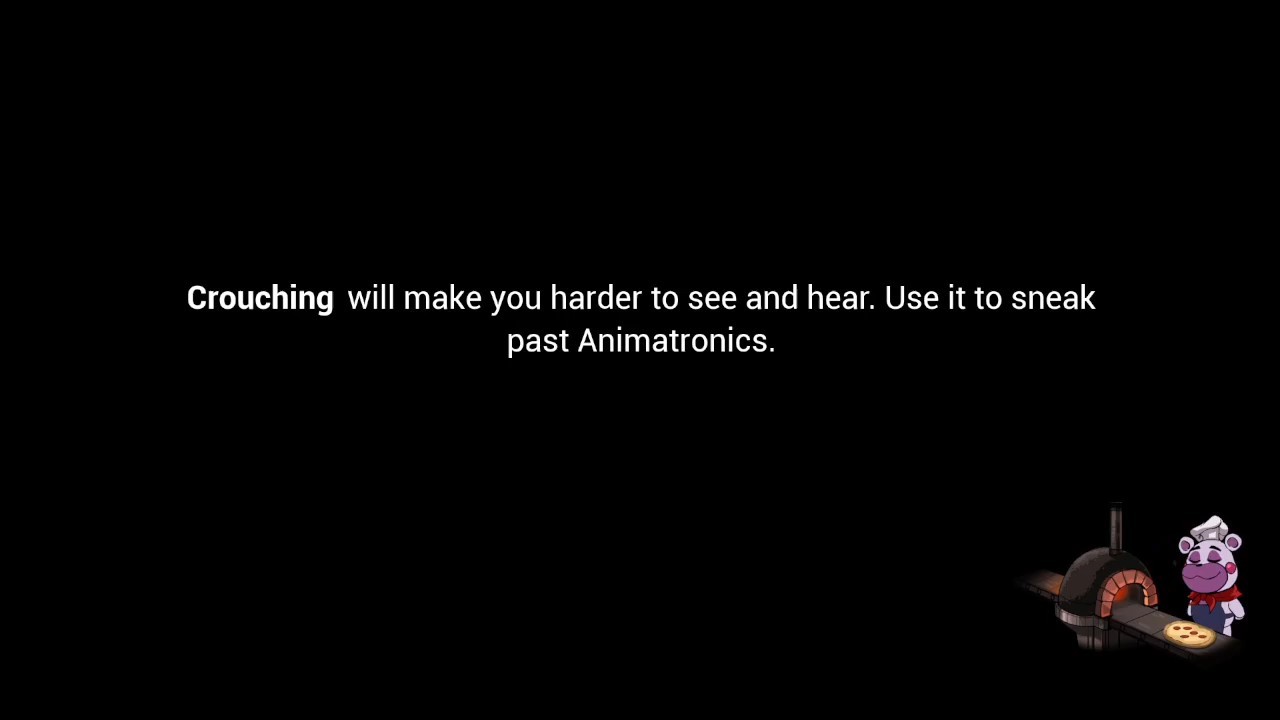 Crouching will make you harder to see and hear. Use it to sneak
past Animatronics.